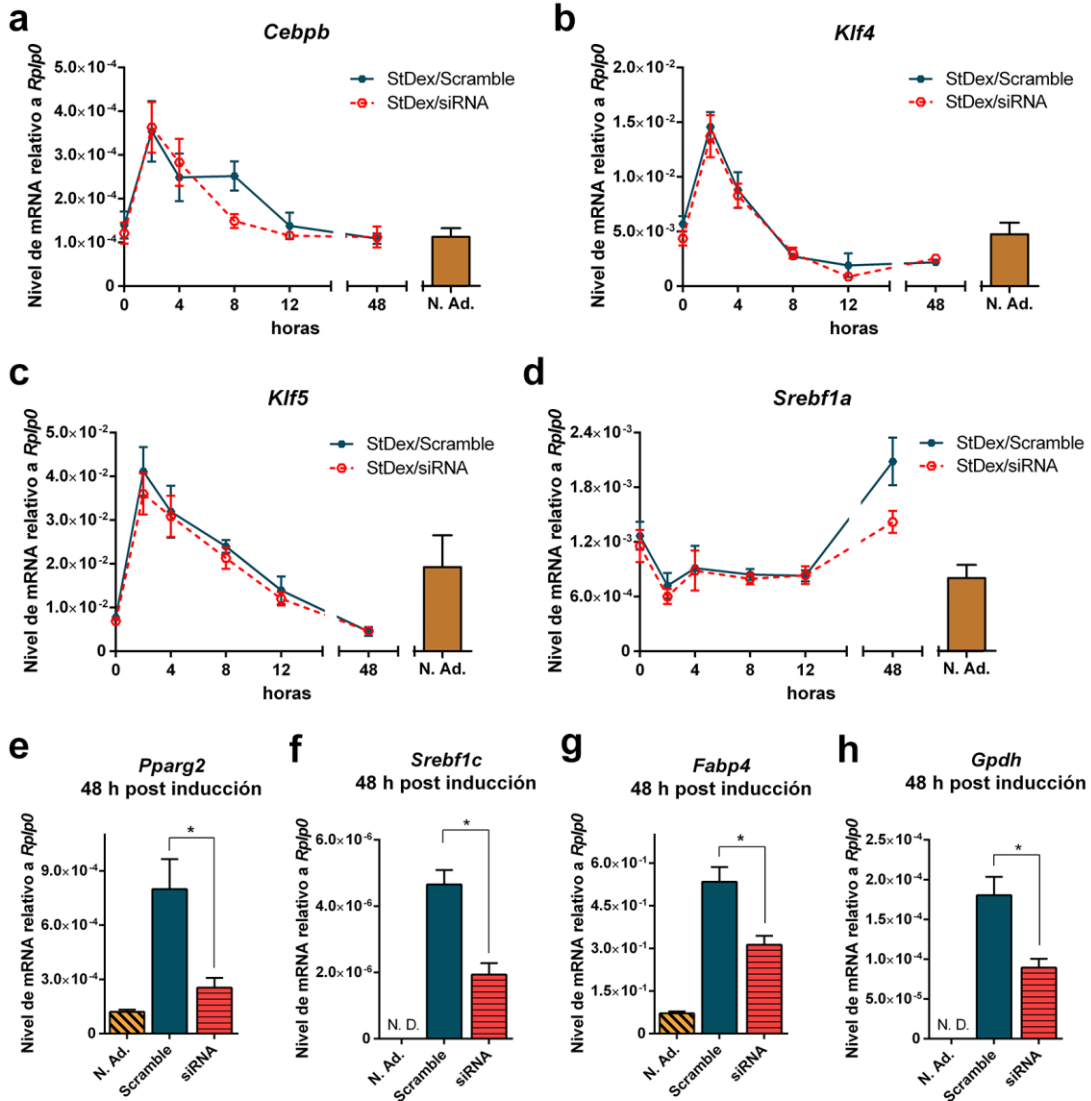 a
Cebpb
Nivel de mRNA relativo a Rplp0
5.0×10⁻⁴
4.0×10⁻⁴
3.0×10⁻⁴
2.0×10⁻⁴
1.0×10⁻⁴
0
StDex/Scramble
StDex/siRNA
0 4 8 12 48 N. Ad.
horas
b
Klf4
Nivel de mRNA relativo a Rplp0
2.0×10⁻²
1.5×10⁻²
1.0×10⁻²
5.0×10⁻³
0
StDex/Scramble
StDex/siRNA
0 4 8 12 48 N. Ad.
horas
c
Klf5
Nivel de mRNA relativo a Rplp0
5.0×10⁻²
4.0×10⁻²
3.0×10⁻²
2.0×10⁻²
1.0×10⁻²
0
StDex/Scramble
StDex/siRNA
0 4 8 12 48 N. Ad.
horas
d
Srebf1a
Nivel de mRNA relativo a Rplp0
2.4×10⁻³
1.8×10⁻³
1.2×10⁻³
6.0×10⁻⁴
0
StDex/Scramble
StDex/siRNA
0 4 8 12 48 N. Ad.
horas
e
Pparg2
48 h post inducción
Nivel de mRNA relativo a Rplp0
9.0×10⁻⁴
6.0×10⁻⁴
3.0×10⁻⁴
0
*
N. Ad. Scramble siRNA
f
Srebf1c
48 h post inducción
Nivel de mRNA relativo a Rplp0
6.0×10⁻⁶
4.0×10⁻⁶
2.0×10⁻⁶
0
*
N. D.
N. Ad. Scramble siRNA
g
Fabp4
48 h post inducción
Nivel de mRNA relativo a Rplp0
6.0×10⁻¹
4.5×10⁻¹
3.0×10⁻¹
1.5×10⁻¹
0
*
N. Ad. Scramble siRNA
h
Gpdh
48 h post inducción
Nivel de mRNA relativo a Rplp0
2.5×10⁻⁴
2.0×10⁻⁴
1.5×10⁻⁴
1.0×10⁻⁴
5.0×10⁻⁵
0
*
N. D.
N. Ad. Scramble siRNA